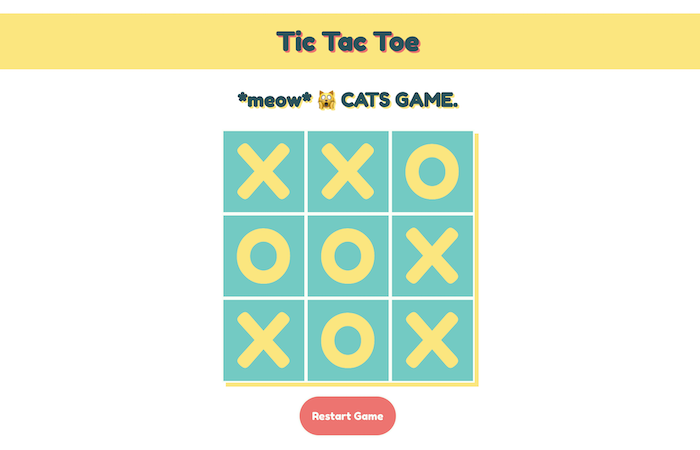 Tic Tac Toe
*meow* 🙀 CATS GAME.
X X O
O O X
X O X
Restart Game